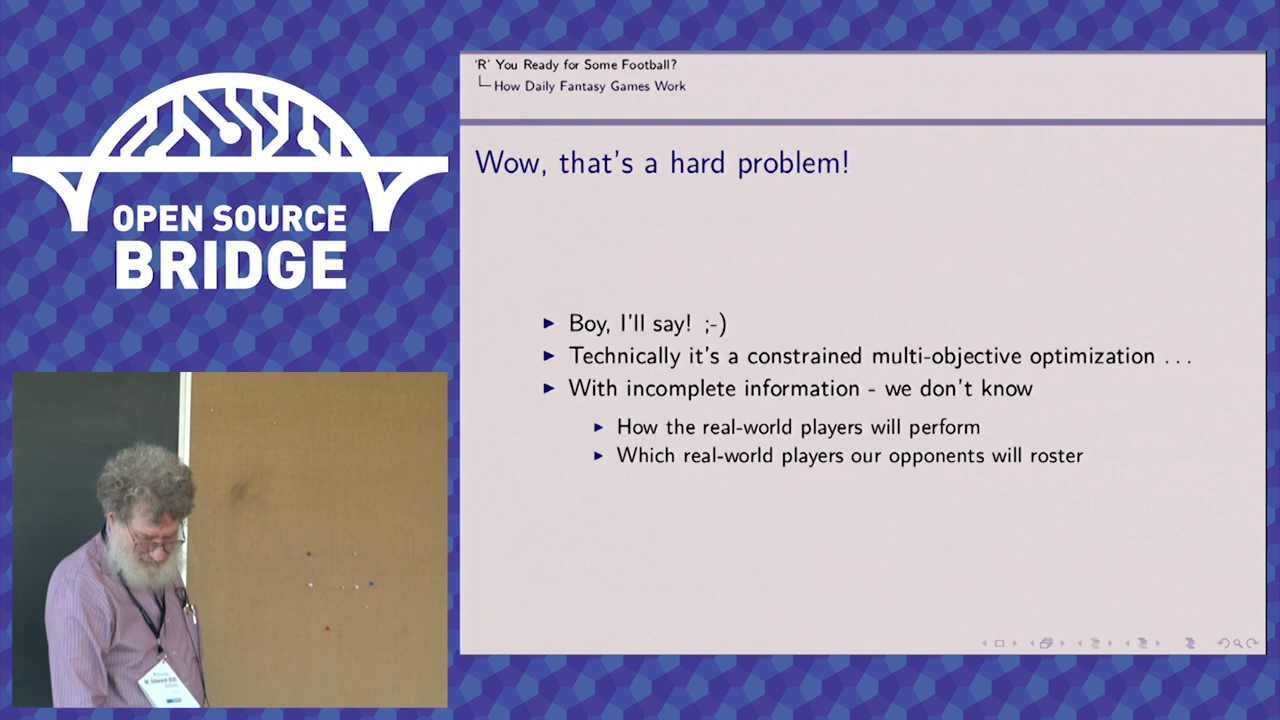 OPEN SOURCE
BRIDGE
'R' You Ready for Some Football?
How Daily Fantasy Games Work
Wow, that's a hard problem!
Boy, I'll say! ;-)
Technically it's a constrained multi-objective optimization ...
With incomplete information - we don't know
How the real-world players will perform
Which real-world players our opponents will roster
M. Edward (Ed)